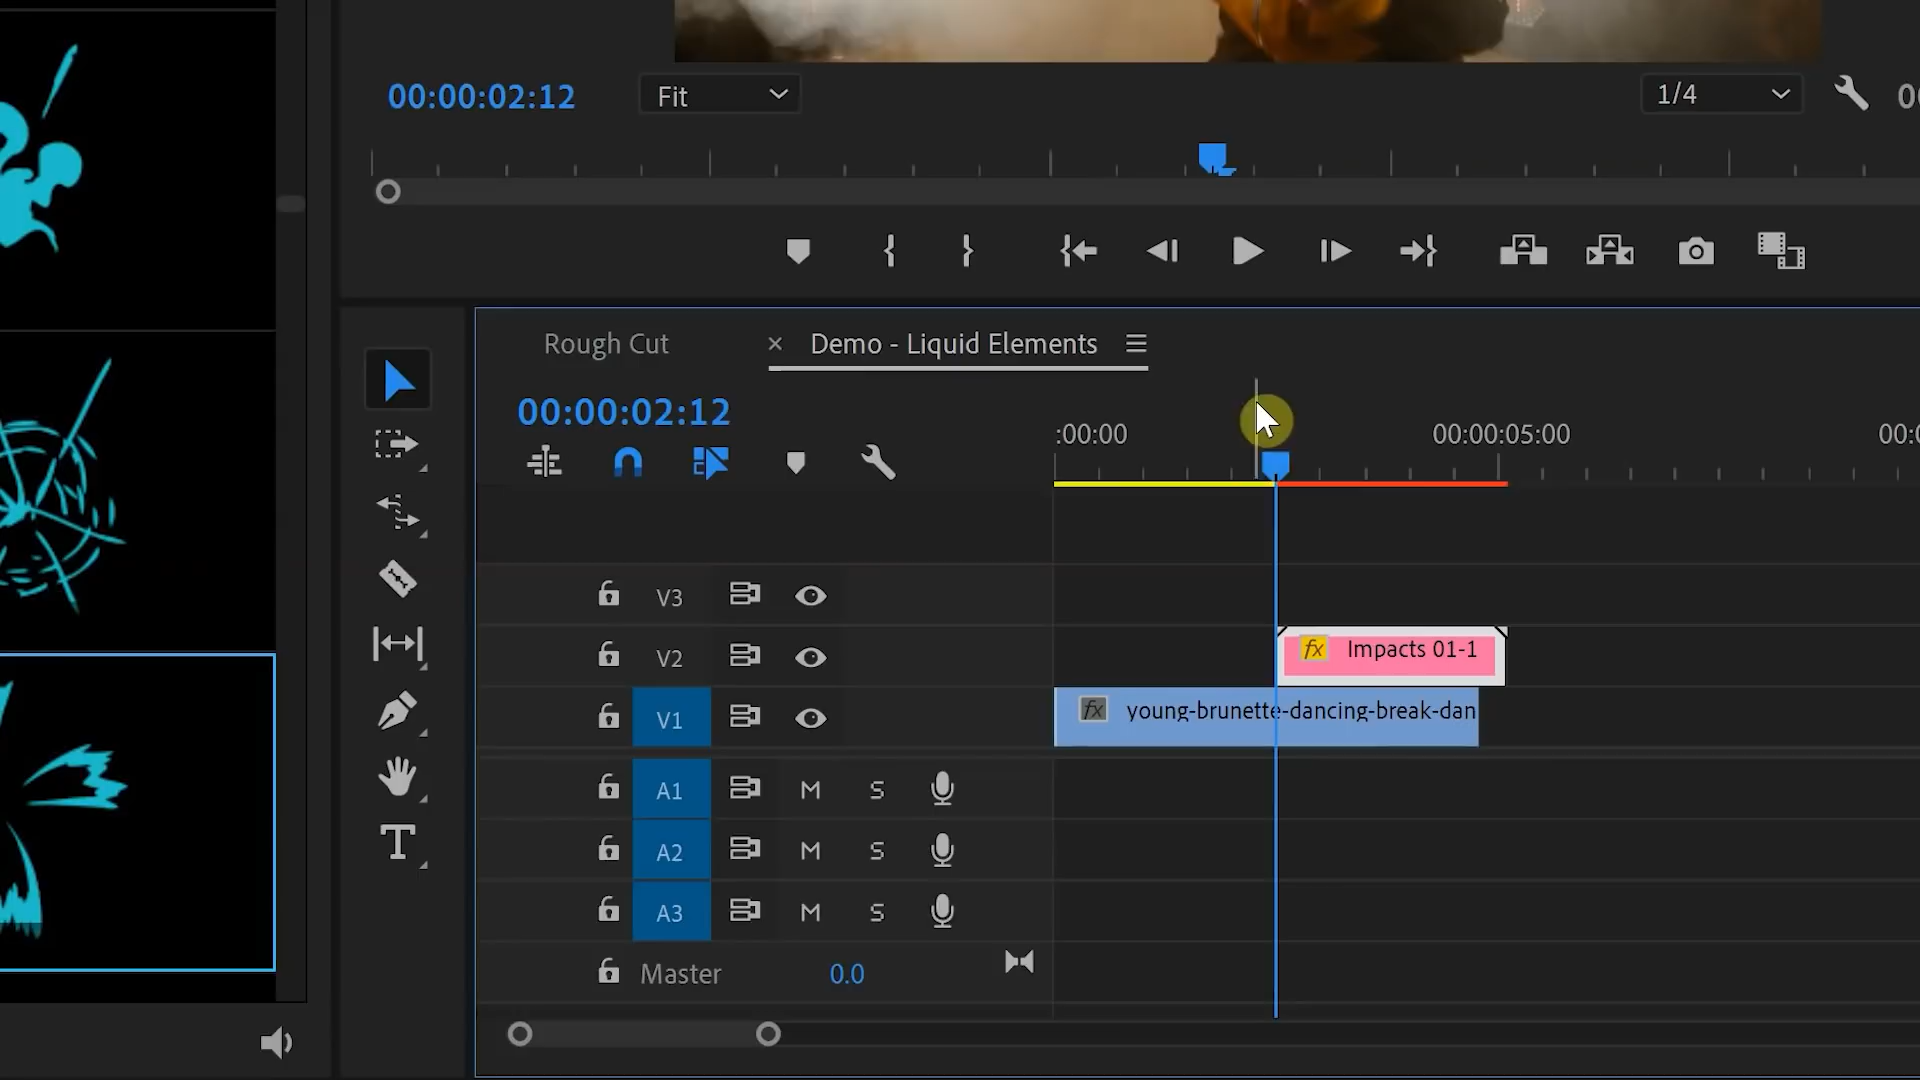 00:00:02:12
Fit
1/4
Rough Cut
Demo - Liquid Elements
00:00:02:12
:00:00
00:00:05:00
V3
V2
fx Impacts 01-1
V1
fx young-brunette-dancing-break-dan
A1 M S
A2 M S
A3 M S
Master 0.0
T